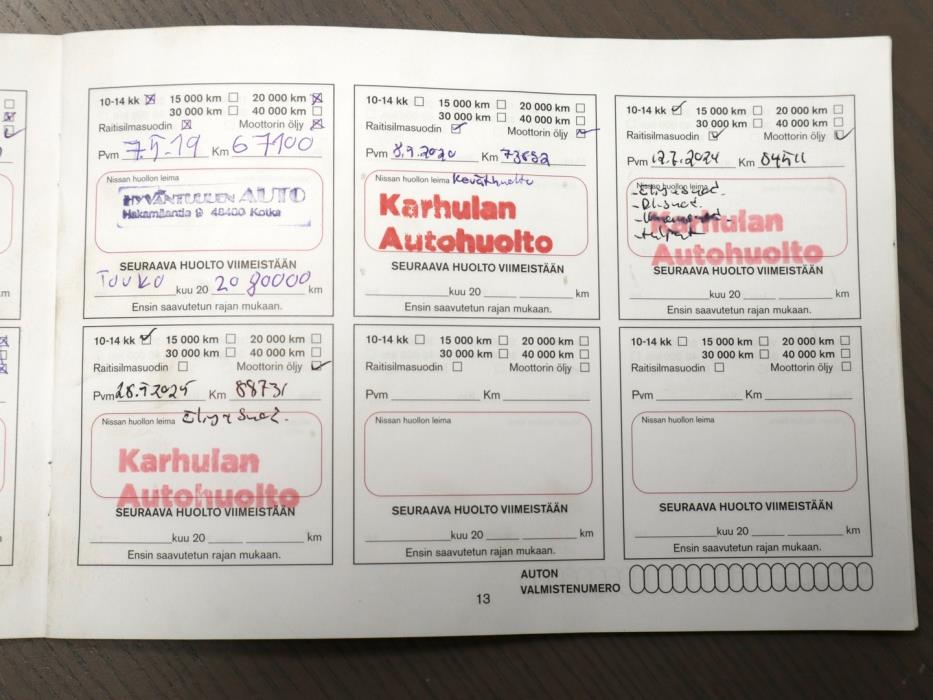 10-14 kk ☒ 15 000 km ☐ 20 000 km ☒
30 000 km ☐ 40 000 km ☐
Raitisilmasuodin ☒ Moottorin öljy ☒
Pvm 7.5.19 Km 67100
Nissan huollon leima
HYVÄNTUULEN AUTO
Hakamäentie 9 48400 Kotka
SEURAAVA HUOLTO VIIMEISTÄÄN
Touko kuu 20 20 80000 km
Ensin saavutetun rajan mukaan.
10-14 kk ☐ 15 000 km ☐ 20 000 km ☐
30 000 km ☐ 40 000 km ☐
Raitisilmasuodin ☑ Moottorin öljy ☑
Pvm 8.9.2020 Km 73852
Nissan huollon leima Keväthuolto
Karhulan
Autohuolto
SEURAAVA HUOLTO VIIMEISTÄÄN
kuu 20 km
Ensin saavutetun rajan mukaan.
10-14 kk ☑ 15 000 km ☐ 20 000 km ☐
30 000 km ☐ 40 000 km ☐
Raitisilmasuodin ☑ Moottorin öljy ☑
Pvm 12.7.2024 Km 84511
Nissan huollon leima
Karhulan
Autohuolto
SEURAAVA HUOLTO VIIMEISTÄÄN
kuu 20 km
Ensin saavutetun rajan mukaan.
10-14 kk ☑ 15 000 km ☐ 20 000 km ☐
30 000 km ☐ 40 000 km ☐
Raitisilmasuodin ☐ Moottorin öljy ☑
Pvm 28.5.2025 Km 88731
Nissan huollon leima
Karhulan
Autohuolto
SEURAAVA HUOLTO VIIMEISTÄÄN
kuu 20 km
Ensin saavutetun rajan mukaan.
10-14 kk ☐ 15 000 km ☐ 20 000 km ☐
30 000 km ☐ 40 000 km ☐
Raitisilmasuodin ☐ Moottorin öljy ☐
Pvm Km
Nissan huollon leima
SEURAAVA HUOLTO VIIMEISTÄÄN
kuu 20 km
Ensin saavutetun rajan mukaan.
10-14 kk ☐ 15 000 km ☐ 20 000 km ☐
30 000 km ☐ 40 000 km ☐
Raitisilmasuodin ☐ Moottorin öljy ☐
Pvm Km
Nissan huollon leima
SEURAAVA HUOLTO VIIMEISTÄÄN
kuu 20 km
Ensin saavutetun rajan mukaan.
AUTON
VALMISTENUMERO
13